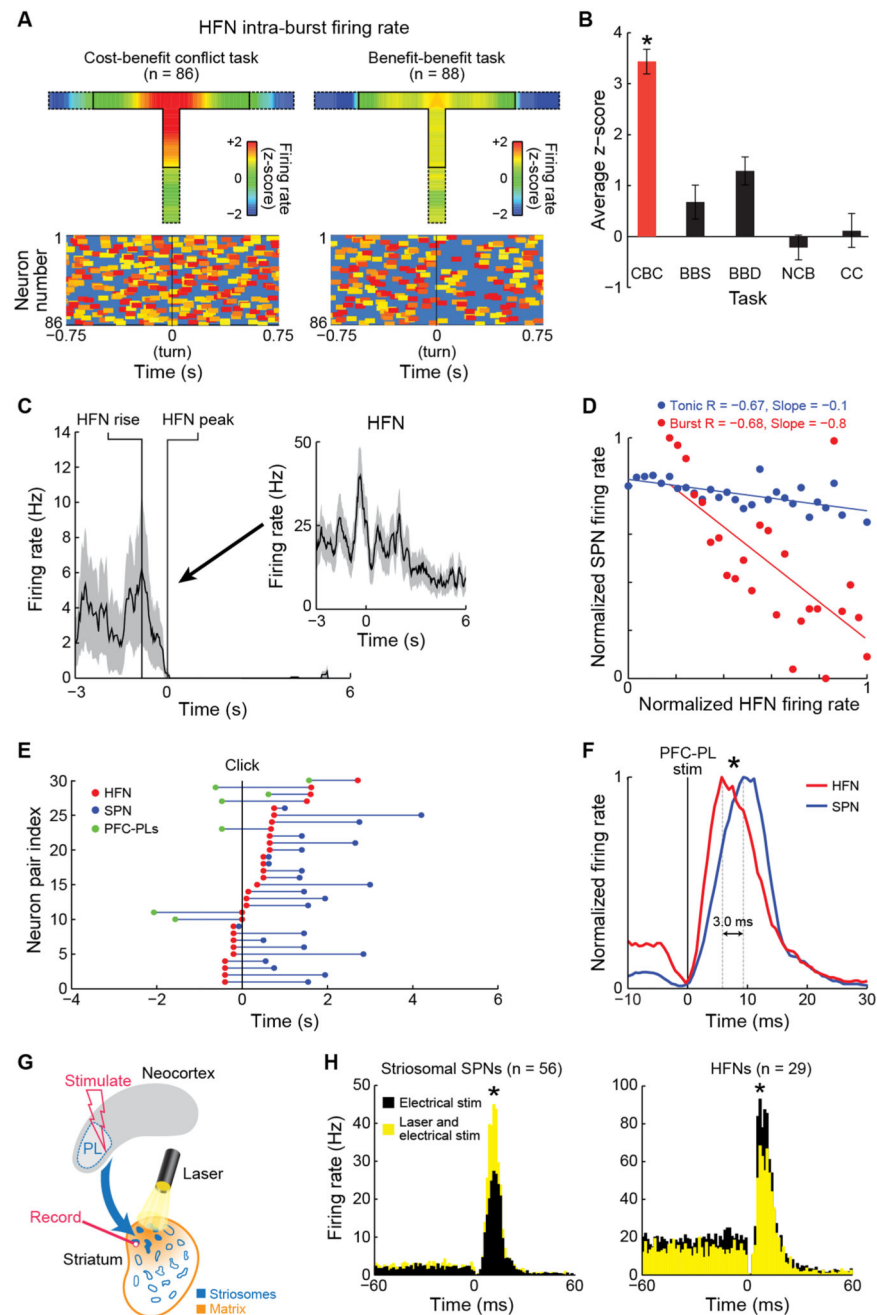 A
HFN intra-burst firing rate
Cost-benefit conflict task
(n = 86)
Benefit-benefit task
(n = 88)
+2
0
−2
Firing rate
(z-score)
+2
0
−2
Firing rate
(z-score)
Neuron
number
1
86
−0.75
0
0.75
(turn)
Time (s)
1
86
−0.75
0
0.75
(turn)
Time (s)
B
Average z-score
4
3
2
1
0
−1
*
CBC
BBS
BBD
NCB
CC
Task
C
HFN rise
HFN peak
Firing rate (Hz)
14
12
10
8
6
4
2
0
−3
0
6
Time (s)
HFN
Firing rate (Hz)
50
25
0
−3
0
6
Time (s)
D
Tonic R = −0.67, Slope = −0.1
Burst R = −0.68, Slope = −0.8
Normalized SPN firing rate
1
0
0
1
Normalized HFN firing rate
E
Click
Neuron pair index
30
25
20
15
10
5
0
HFN
SPN
PFC-PLs
−4
−2
0
2
4
6
Time (s)
F
PFC-PL
stim
*
HFN
SPN
Normalized firing rate
1
0
3.0 ms
−10
0
10
20
30
Time (ms)
G
Neocortex
Stimulate
PL
Laser
Record
Striatum
Striosomes
Matrix
H
Striosomal SPNs (n = 56)
*
Electrical stim
Laser and
electrical stim
Firing rate (Hz)
50
40
30
20
10
0
−60
0
60
Time (ms)
HFNs (n = 29)
*
100
80
60
40
20
0
−60
0
60
Time (ms)